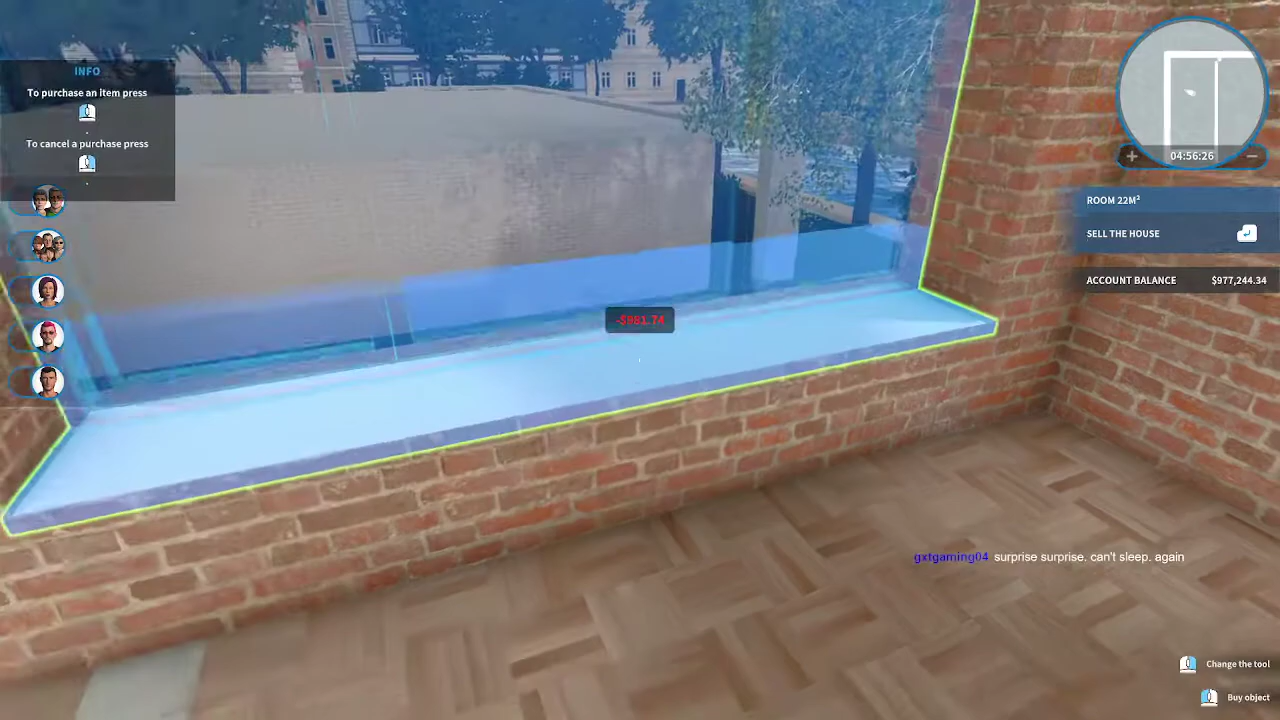 INFO
To purchase an item press
To cancel a purchase press
04:56:26
ROOM 22M²
SELL THE HOUSE
ACCOUNT BALANCE $977,244.34
-$881.74
gxtgaming04 surprise surprise. can't sleep. again
Change the tool
Buy object